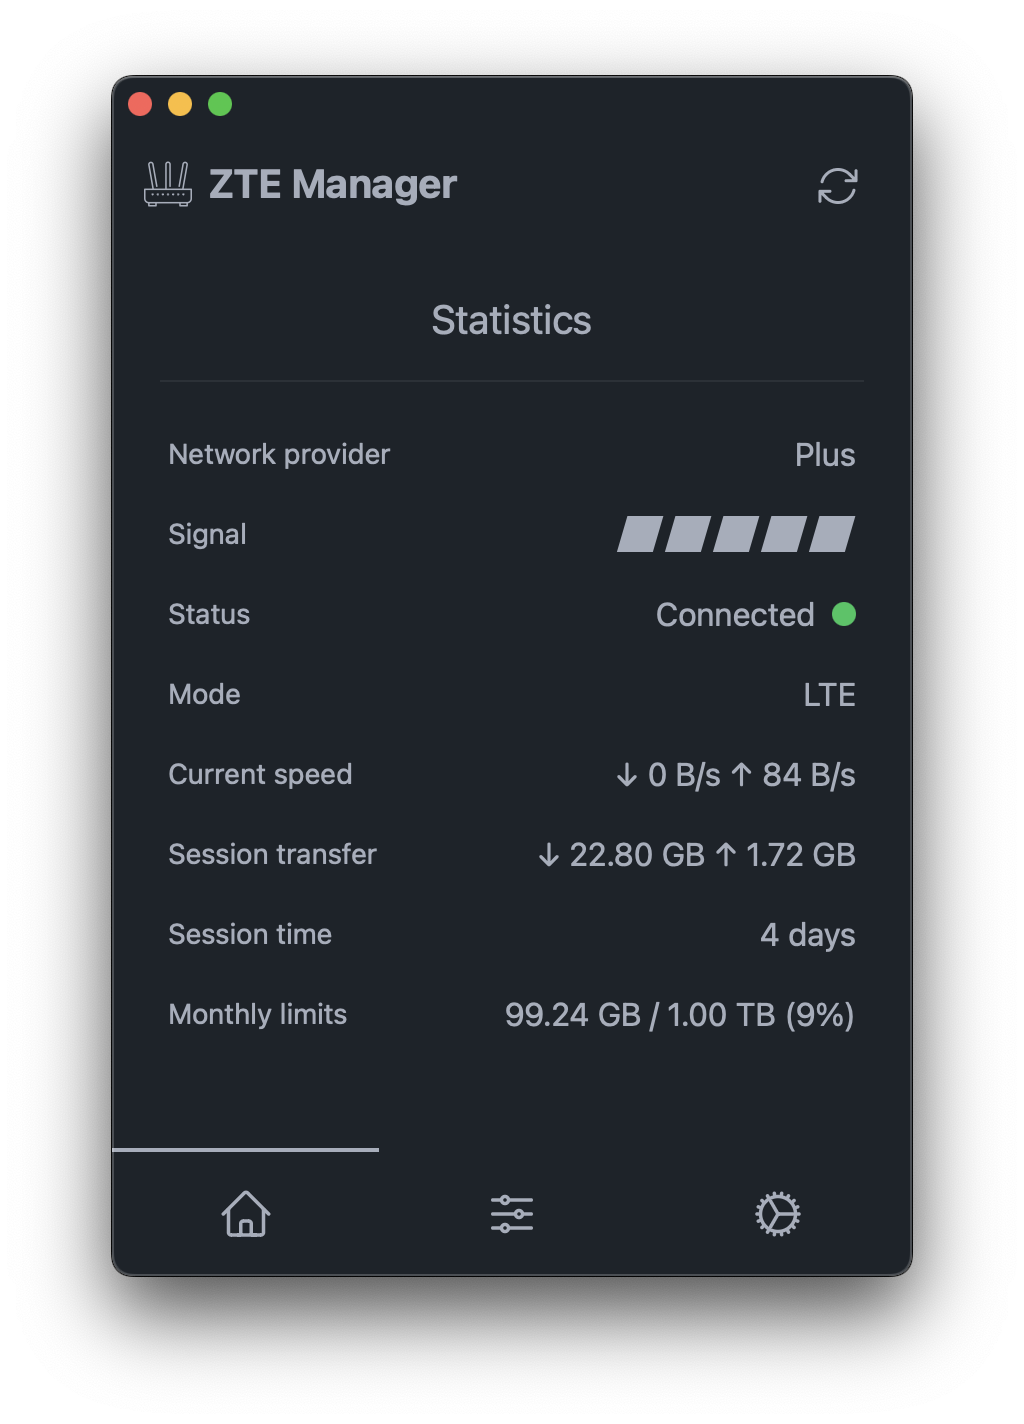 ZTE Manager
Statistics
Network provider Plus
Signal
Status Connected
Mode LTE
Current speed ↓ 0 B/s ↑ 84 B/s
Session transfer ↓ 22.80 GB ↑ 1.72 GB
Session time 4 days
Monthly limits 99.24 GB / 1.00 TB (9%)